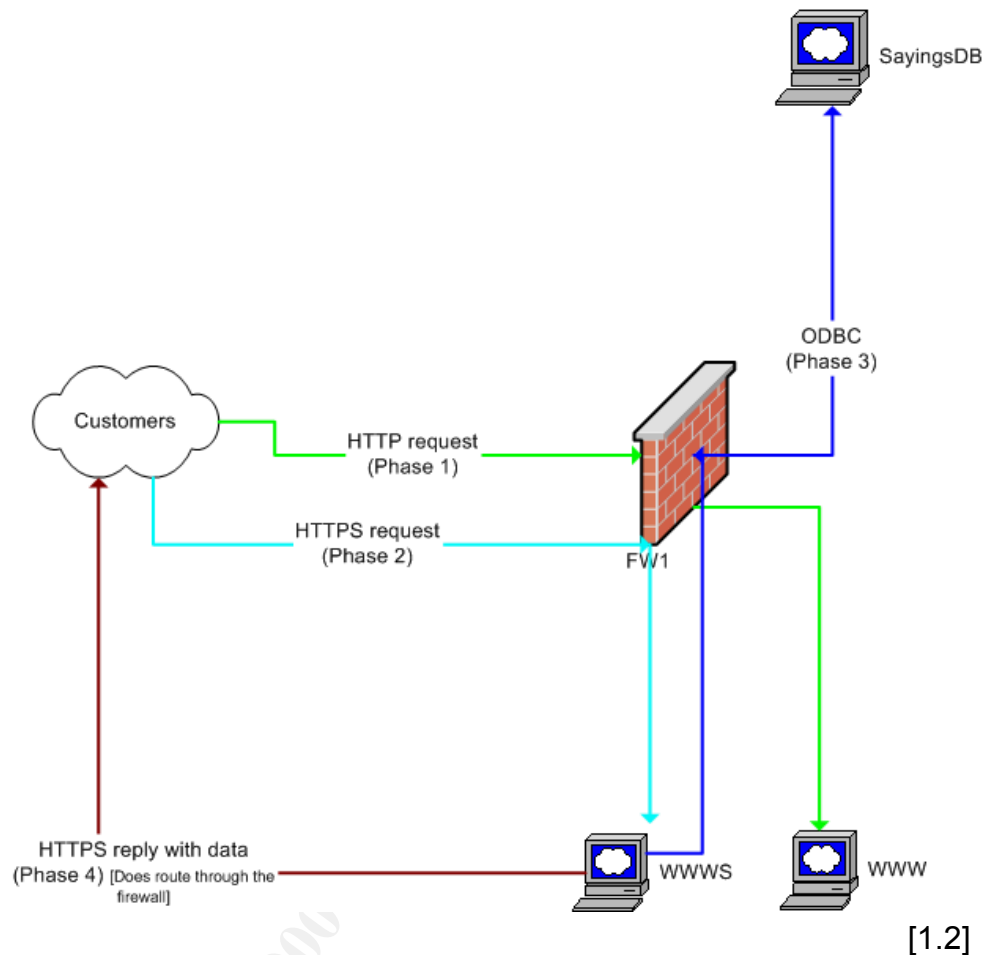 SayingsDB
ODBC
(Phase 3)
Customers
HTTP request
(Phase 1)
HTTPS request
(Phase 2)
FW1
HTTPS reply with data
(Phase 4) [Does route through the
firewall]
WWWS
WWW
[1.2]